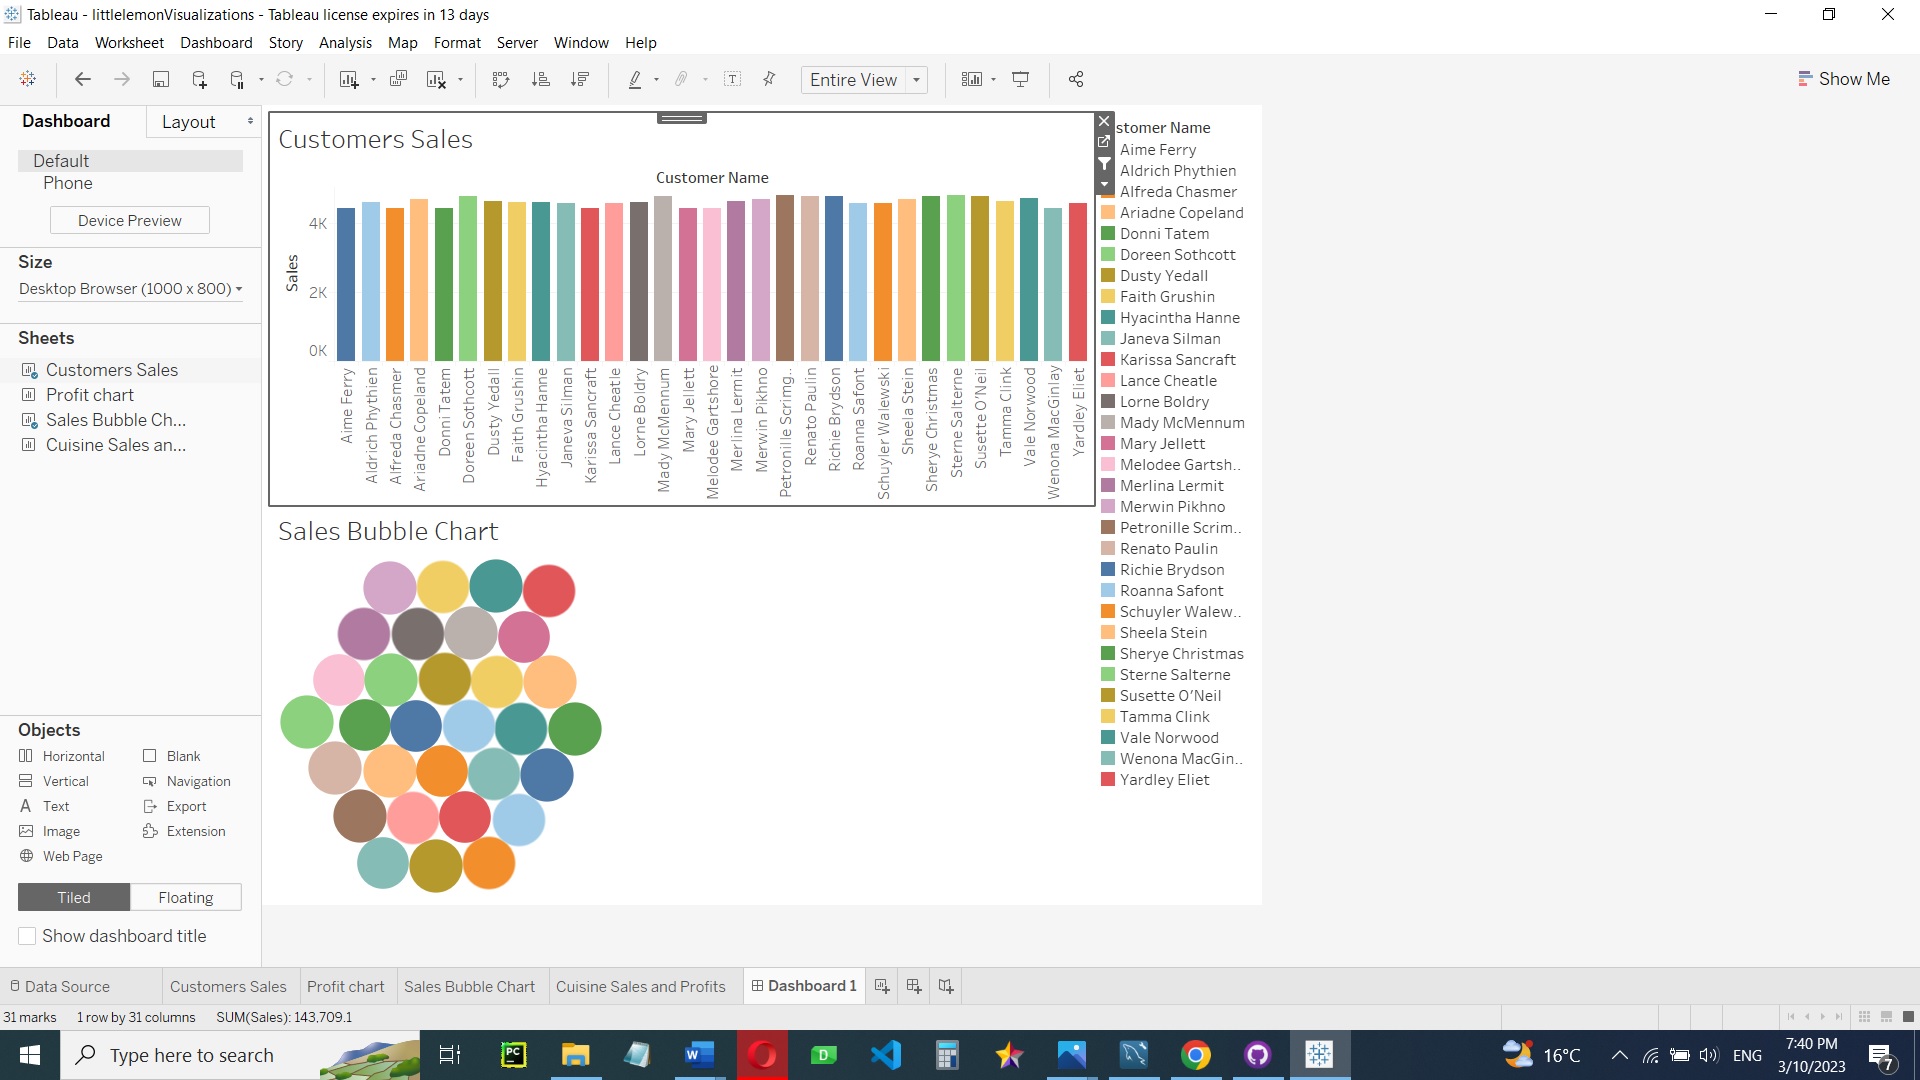 Tableau - littlelemonVisualizations - Tableau license expires in 13 days
File Data Worksheet Dashboard Story Analysis Map Format Server Window Help
Entire View
Show Me
Dashboard
Layout
Default
Phone
Device Preview
Size
Desktop Browser (1000 x 800)
Sheets
Customers Sales
Profit chart
Sales Bubble Ch...
Cuisine Sales an...
Objects
Horizontal
Blank
Vertical
Navigation
Text
Export
Image
Extension
Web Page
Tiled
Floating
Show dashboard title
Customers Sales
Customer Name
Sales
4K
2K
0K
Aime Ferry
Aldrich Phythien
Alfreda Chasmer
Ariadne Copeland
Donni Tatem
Doreen Sothcott
Dusty Yedall
Faith Grushin
Hyacintha Hanne
Janeva Silman
Karissa Sancraft
Lance Cheatle
Lorne Boldry
Mady McMennum
Mary Jellett
Melodee Gartshore
Merlina Lermit
Merwin Pikhno
Petronille Scrimg..
Renato Paulin
Richie Brydson
Roanna Safont
Schuyler Walewski
Sheela Stein
Sherye Christmas
Sterne Salterne
Susette O'Neil
Tamma Clink
Vale Norwood
Wenona MacGinlay
Yardley Eliet
Sales Bubble Chart
stomer Name
Aime Ferry
Aldrich Phythien
Alfreda Chasmer
Ariadne Copeland
Donni Tatem
Doreen Sothcott
Dusty Yedall
Faith Grushin
Hyacintha Hanne
Janeva Silman
Karissa Sancraft
Lance Cheatle
Lorne Boldry
Mady McMennum
Mary Jellett
Melodee Gartsh..
Merlina Lermit
Merwin Pikhno
Petronille Scrim..
Renato Paulin
Richie Brydson
Roanna Safont
Schuyler Walew..
Sheela Stein
Sherye Christmas
Sterne Salterne
Susette O'Neil
Tamma Clink
Vale Norwood
Wenona MacGin..
Yardley Eliet
Data Source
Customers Sales
Profit chart
Sales Bubble Chart
Cuisine Sales and Profits
Dashboard 1
31 marks 1 row by 31 columns SUM(Sales): 143,709.1
Type here to search
PC
W
D
16°C
ENG
7:40 PM
3/10/2023
7